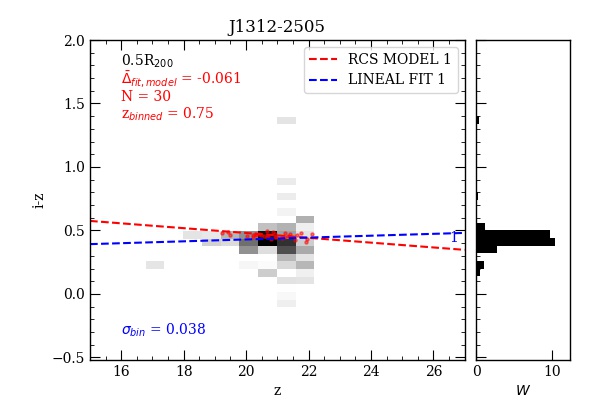 J1312-2505
2.0
1.5
1.0
0.5
0.0
−0.5
i-z
0.5R200
Δ̄fit,model = -0.061
N = 30
zbinned = 0.75
RCS MODEL 1
LINEAL FIT 1
1
σbin = 0.038
16 18 20 22 24 26
z
0 10
W